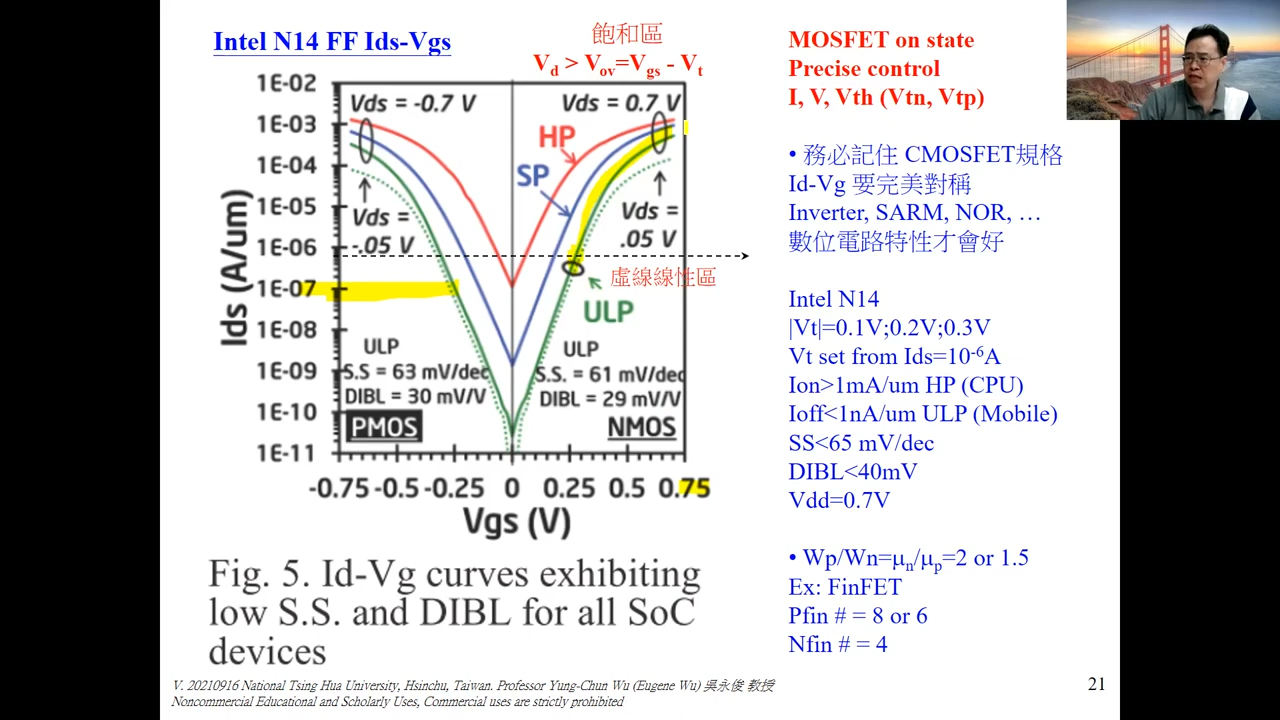 Intel N14 FF Ids-Vgs
飽和區
Vd > Vov=Vgs - Vt
1E-02
1E-03
1E-04
1E-05
1E-06
1E-07
1E-08
1E-09
1E-10
1E-11
Ids (A/um)
Vds = -0.7 V
Vds = 0.7 V
HP
SP
Vds =
-.05 V
Vds =
.05 V
虛線線性區
ULP
ULP
S.S = 63 mV/dec
DIBL = 30 mV/V
PMOS
ULP
S.S. = 61 mV/dec
DIBL = 29 mV/V
NMOS
-0.75 -0.5 -0.25 0 0.25 0.5 0.75
Vgs (V)
Fig. 5. Id-Vg curves exhibiting
low S.S. and DIBL for all SoC
devices
MOSFET on state
Precise control
I, V, Vth (Vtn, Vtp)
• 務必記住 CMOSFET規格
Id-Vg 要完美對稱
Inverter, SARM, NOR, …
數位電路特性才會好
Intel N14
|Vt|=0.1V;0.2V;0.3V
Vt set from Ids=10-6A
Ion>1mA/um HP (CPU)
Ioff<1nA/um ULP (Mobile)
SS<65 mV/dec
DIBL<40mV
Vdd=0.7V
• Wp/Wn=μn/μp=2 or 1.5
Ex: FinFET
Pfin # = 8 or 6
Nfin # = 4
V. 20210916 National Tsing Hua University, Hsinchu, Taiwan. Professor Yung-Chun Wu (Eugene Wu) 吳永俊 教授
Noncommercial Educational and Scholarly Uses, Commercial uses are strictly prohibited
21